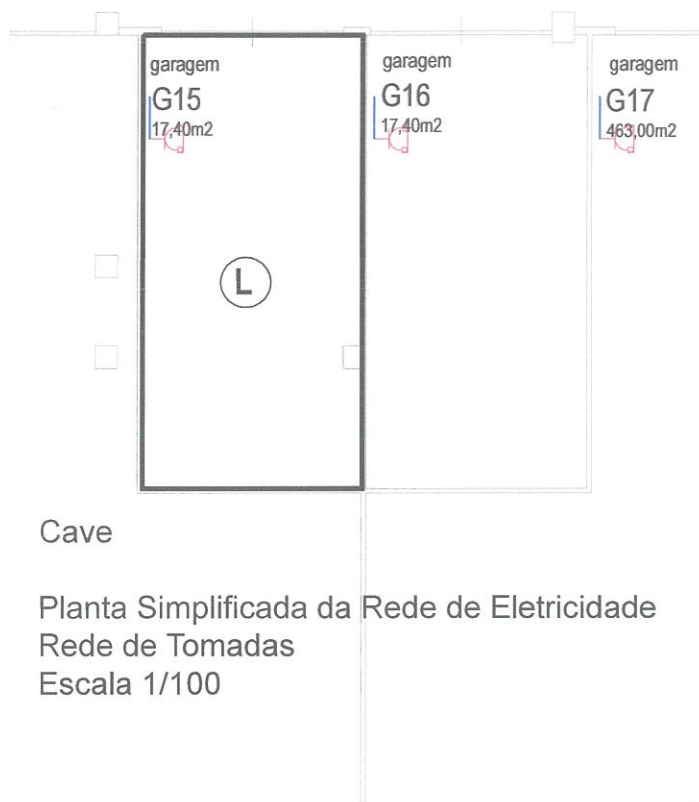 garagem
G15
17,40m2
garagem
G16
17,40m2
garagem
G17
463,00m2
L
Cave
Planta Simplificada da Rede de Eletricidade
Rede de Tomadas
Escala 1/100